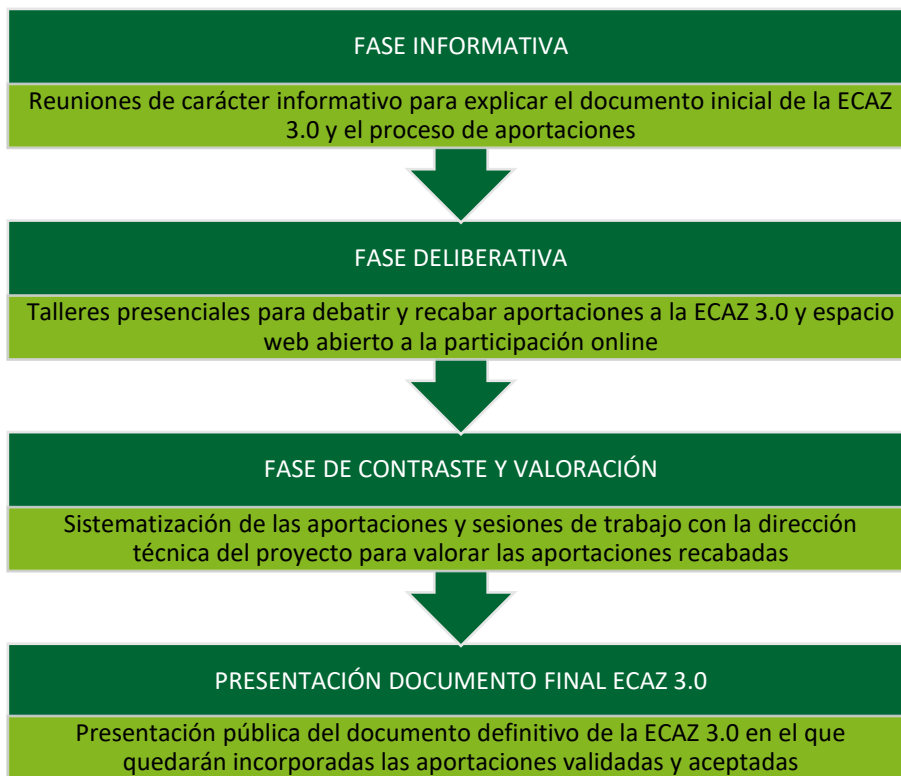 FASE INFORMATIVA
Reuniones de carácter informativo para explicar el documento inicial de la ECAZ
3.0 y el proceso de aportaciones
FASE DELIBERATIVA
Talleres presenciales para debatir y recabar aportaciones a la ECAZ 3.0 y espacio
web abierto a la participación online
FASE DE CONTRASTE Y VALORACIÓN
Sistematización de las aportaciones y sesiones de trabajo con la dirección
técnica del proyecto para valorar las aportaciones recabadas
PRESENTACIÓN DOCUMENTO FINAL ECAZ 3.0
Presentación pública del documento definitivo de la ECAZ 3.0 en el que
quedarán incorporadas las aportaciones validadas y aceptadas